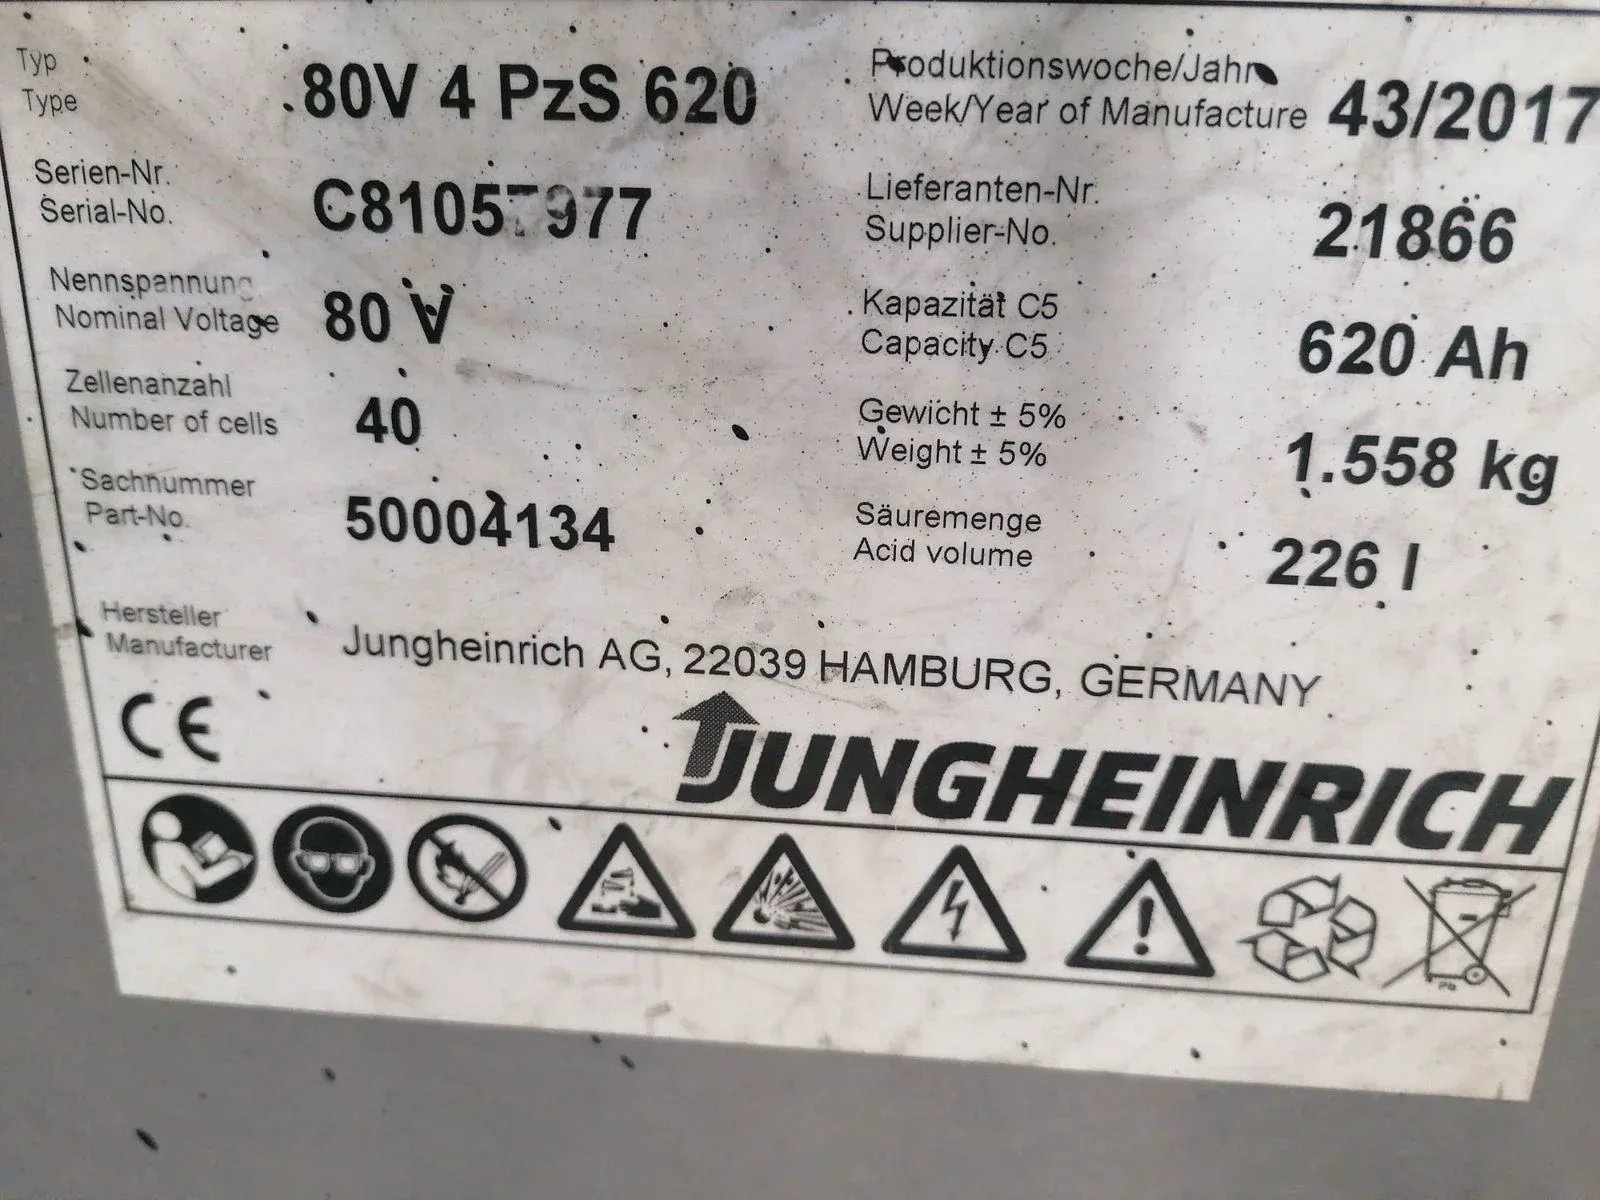 Typ
Type
80V 4 PzS 620
Serien-Nr.
Serial-No.
Nennspannung
Nominal Voltage
80 V
Zellenanzahl
Number of cells
40
Sachnummer
Part-No.
50004134
Produktionswoche/Jahr
Week/Year of Manufacture
43/2017
Lieferanten-Nr.
Supplier-No.
21866
Kapazität C5
Capacity C5
620 Ah
Gewicht ± 5%
Weight ± 5%
1.558 kg
Säuremenge
Acid volume
226 l
Hersteller
Manufacturer
Jungheinrich AG, 22039 HAMBURG, GERMANY
CE
JUNGHEINRICH
Pb